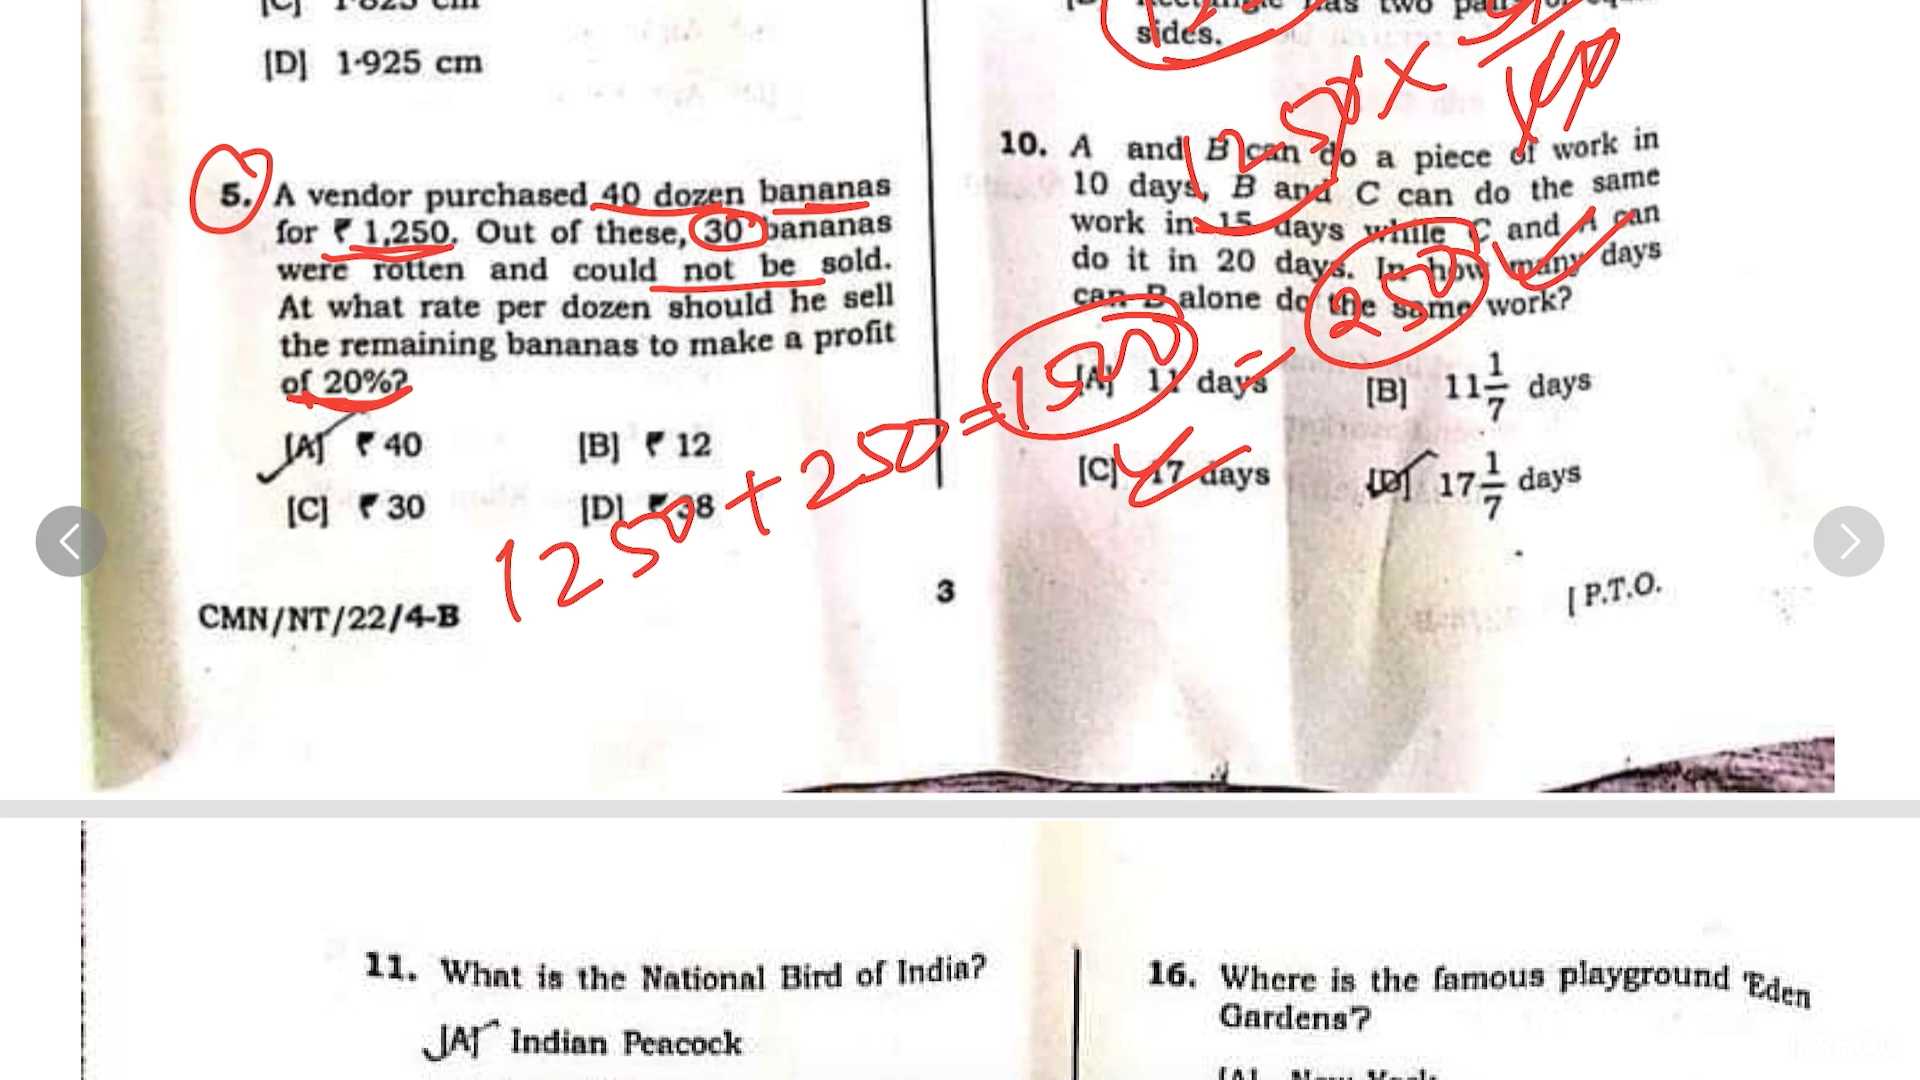 [D] 1·925 cm
5. A vendor purchased 40 dozen bananas
for ₹ 1,250. Out of these, 30 bananas
were rotten and could not be sold.
At what rate per dozen should he sell
the remaining bananas to make a profit
of 20%?
[A] ₹ 40 [B] ₹ 12
[C] ₹ 30 [D] ₹ 38
CMN/NT/22/4-B
1250 + 250 = 1500
3
sides.
1250 ×
100
= 250
10. A and B can do a piece of work in
10 days, B and C can do the same
work in 15 days while C and A can
do it in 20 days. In how many days
can B alone do the same work?
[A] 11 days [B] 11 1/7 days
[C] 17 days [D] 17 1/7 days
[ P.T.O.
11. What is the National Bird of India?
[A] Indian Peacock
16. Where is the famous playground 'Eden
Gardens'?